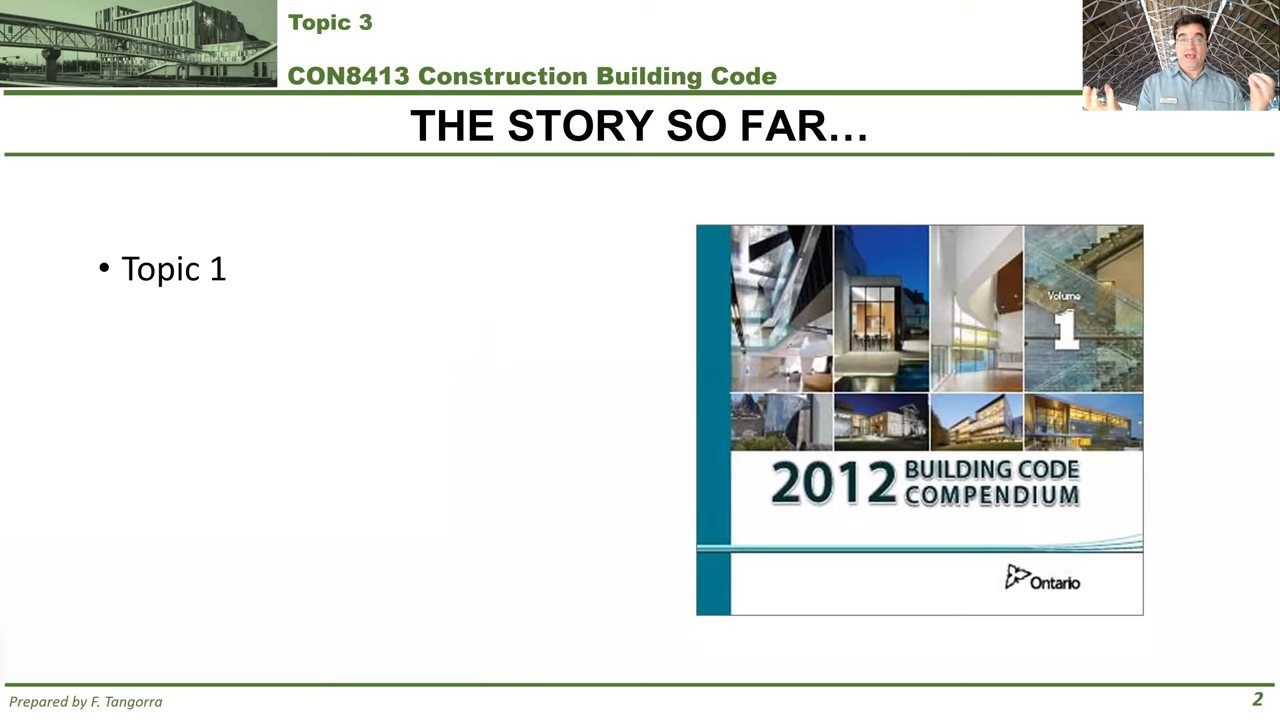 Topic 3
CON8413 Construction Building Code
THE STORY SO FAR…
• Topic 1
Volume
1
2012 BUILDING CODE
COMPENDIUM
Ontario
Prepared by F. Tangorra
2